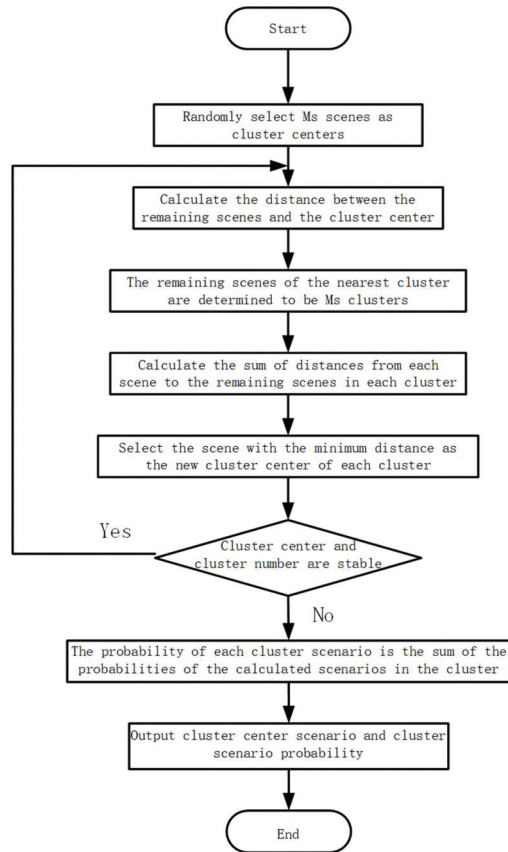 Start
Randomly select Ms scenes as
cluster centers
Calculate the distance between the
remaining scenes and the cluster center
The remaining scenes of the nearest cluster
are determined to be Ms clusters
Calculate the sum of distances from each
scene to the remaining scenes in each cluster
Select the scene with the minimum distance as
the new cluster center of each cluster
Yes
Cluster center and
cluster number are stable
No
The probability of each cluster scenario is the sum of the
probabilities of the calculated scenarios in the cluster
Output cluster center scenario and cluster
scenario probability
End